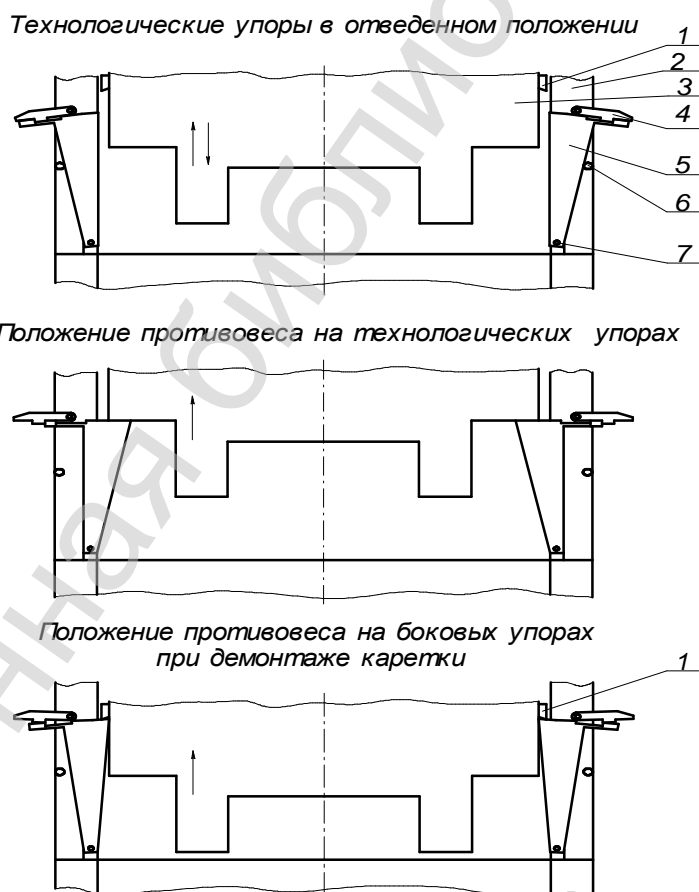 Технологические упоры в отведенном положении
1
2
3
4
5
6
7
Положение противовеса на технологических упорах
Положение противовеса на боковых упорах
при демонтаже каретки
1